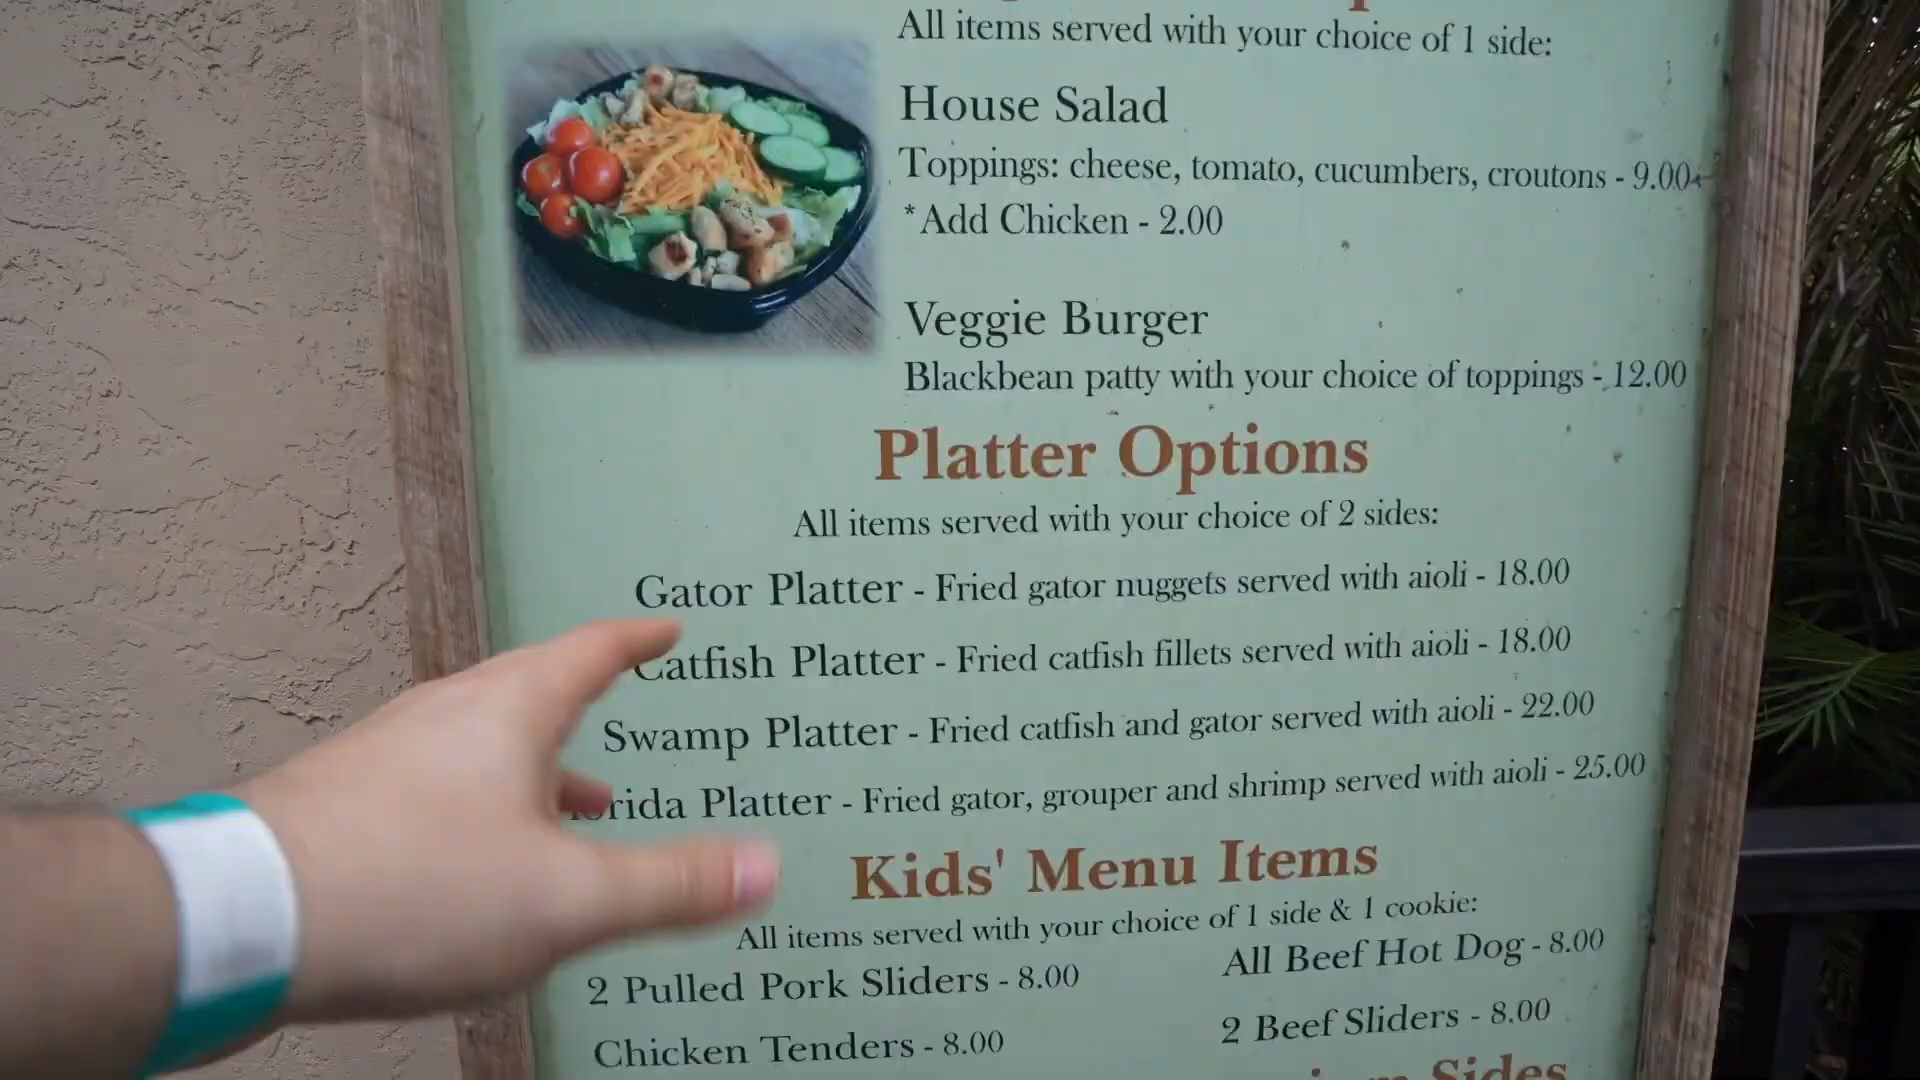 All items served with your choice of 1 side:
House Salad
Toppings: cheese, tomato, cucumbers, croutons - 9.00
*Add Chicken - 2.00
Veggie Burger
Blackbean patty with your choice of toppings - 12.00
Platter Options
All items served with your choice of 2 sides:
Gator Platter - Fried gator nuggets served with aioli - 18.00
Catfish Platter - Fried catfish fillets served with aioli - 18.00
Swamp Platter - Fried catfish and gator served with aioli - 22.00
orida Platter - Fried gator, grouper and shrimp served with aioli - 25.00
Kids' Menu Items
All items served with your choice of 1 side & 1 cookie:
2 Pulled Pork Sliders - 8.00
All Beef Hot Dog - 8.00
Chicken Tenders - 8.00
2 Beef Sliders - 8.00
Sides